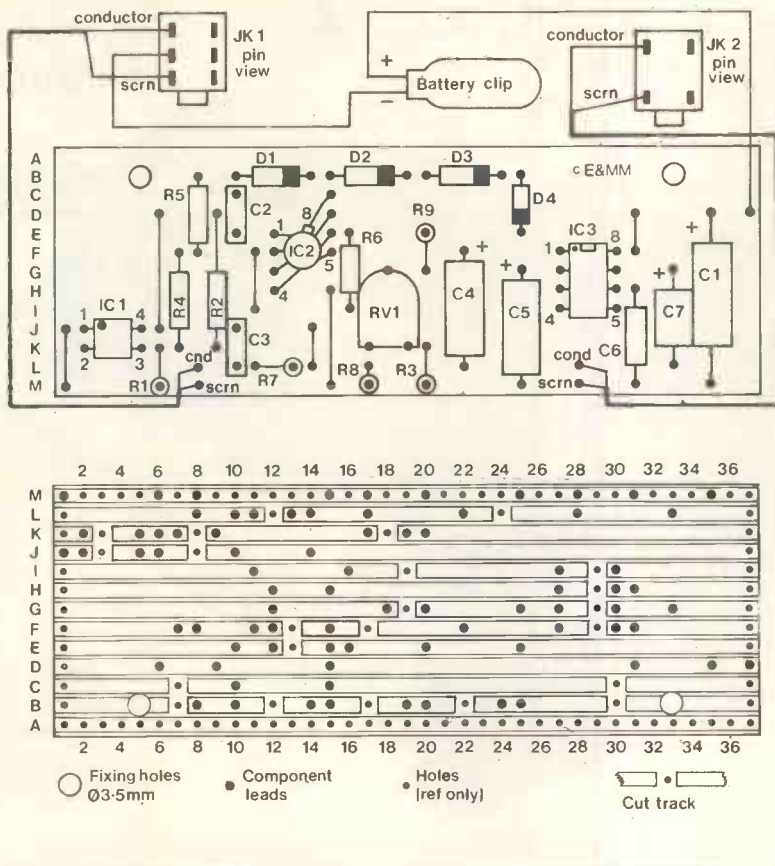 conductor
JK 1
pin
view
scrn
+
−
Battery clip
conductor
JK 2
pin
view
scrn
A
B
C
D
E
F
G
H
I
J
K
L
M
D1
D2
D3
D4
c E&MM
R5
C2
R9
1
8
IC2
5
4
R6
+
+
IC3
1
8
4
5
+
+
C1
IC1
1
4
2
3
R4
R2
RV1
C4
C5
C7
C3
C6
R1
cnd
scrn
R7
R8
R3
cond
scrn
2 4 6 8 10 12 14 16 18 20 22 24 26 28 30 32 34 36
M
L
K
J
I
H
G
F
E
D
C
B
A
2 4 6 8 10 12 14 16 18 20 22 24 26 28 30 32 34 36
Fixing holes
Ø3·5mm
Component
leads
Holes
(ref only)
Cut track